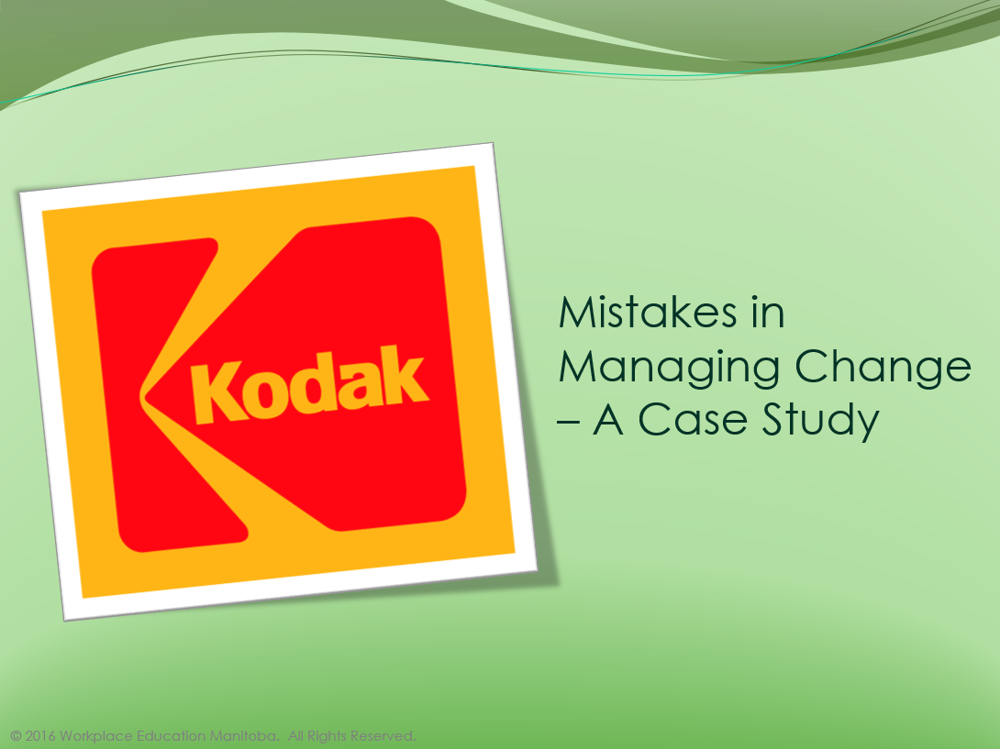 Kodak
Mistakes in
Managing Change
– A Case Study
© 2016 Workplace Education Manitoba. All Rights Reserved.